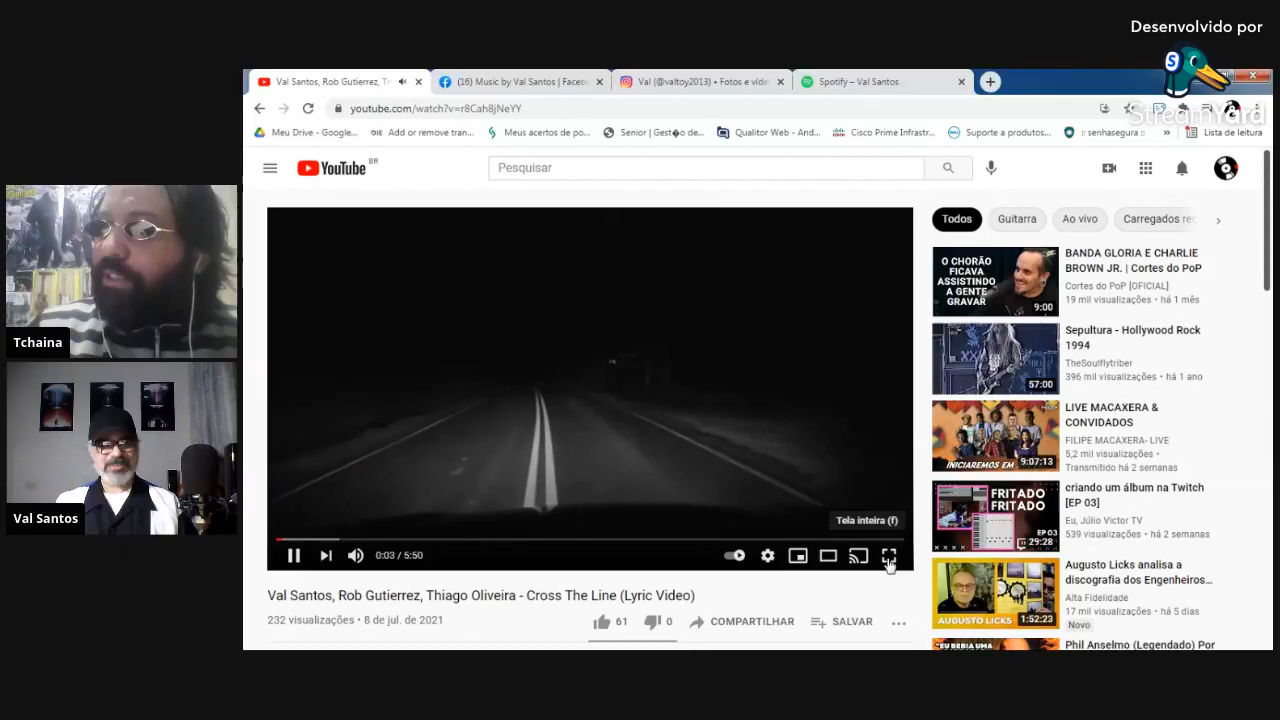 Desenvolvido por
StreamYard
Val Santos, Rob Gutierrez, Th
(16) Music by Val Santos | Faceb
Val (@valtoy2013) • Fotos e víde
Spotify – Val Santos
youtube.com/watch?v=r8Cah8jNeYY
Meu Drive - Google...
Add or remove tran...
Meus acertos de po...
Senior | Gest�o de...
Qualitor Web - And...
Cisco Prime Infrastr...
Suporte a produtos...
:: senhasegura ::
»
Lista de leitura
YouTube BR
Pesquisar
Todos
Guitarra
Ao vivo
Carregados rec
O CHORÃO
FICAVA
ASSISTINDO
A GENTE
GRAVAR
9:00
BANDA GLORIA E CHARLIE
BROWN JR. | Cortes do PoP
Cortes do PoP [OFICIAL]
19 mil visualizações • há 1 mês
57:00
Sepultura - Hollywood Rock
1994
TheSoulflytriber
396 mil visualizações • há 1 ano
INICIAREMOS EM
9:07:13
LIVE MACAXERA &
CONVIDADOS
FILIPE MACAXERA- LIVE
5,2 mil visualizações •
Transmitido há 2 semanas
FRITADO
FRITADO
EP 03
29:28
criando um álbum na Twitch
[EP 03]
Eu, Júlio Victor TV
539 visualizações • há 2 semanas
AUGUSTO LICKS
1:52:23
Augusto Licks analisa a
discografia dos Engenheiros...
Alta Fidelidade
17 mil visualizações • há 5 dias
Novo
"EU BEBIA UMA
Phil Anselmo (Legendado) Por
Tchaina
Val Santos
Tela inteira (f)
0:03 / 5:50
Val Santos, Rob Gutierrez, Thiago Oliveira - Cross The Line (Lyric Video)
232 visualizações • 8 de jul. de 2021
61
0
COMPARTILHAR
SALVAR